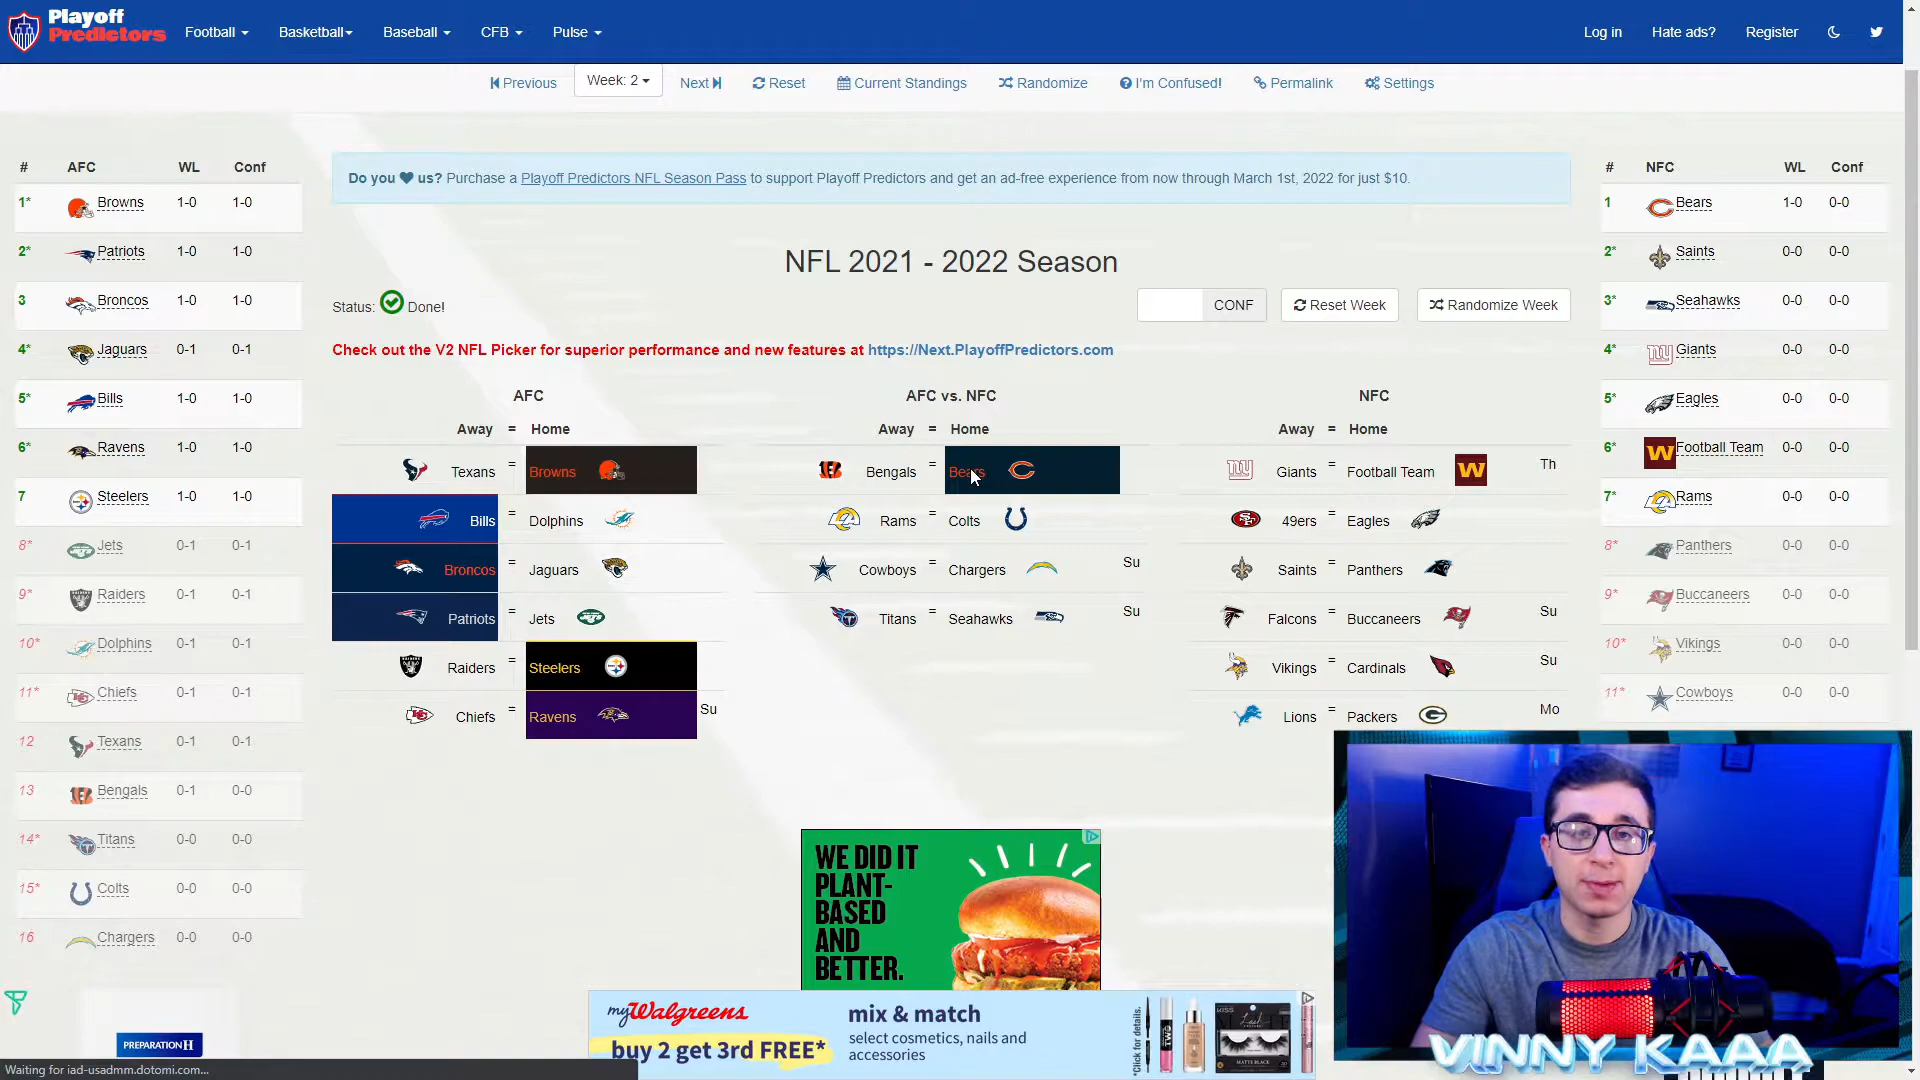 Playoff
Predictors
Football
Basketball
Baseball
CFB
Pulse
Log in
Hate ads?
Register
Previous
Week: 2
Next
Reset
Current Standings
Randomize
I'm Confused!
Permalink
Settings
# AFC WL Conf
1* Browns 1-0 1-0
2* Patriots 1-0 1-0
3 Broncos 1-0 1-0
4* Jaguars 0-1 0-1
5* Bills 1-0 1-0
6* Ravens 1-0 1-0
7 Steelers 1-0 1-0
8* Jets 0-1 0-1
9* Raiders 0-1 0-1
10* Dolphins 0-1 0-1
11* Chiefs 0-1 0-1
12 Texans 0-1 0-1
13 Bengals 0-1 0-0
14* Titans 0-0 0-0
15* Colts 0-0 0-0
16 Chargers 0-0 0-0
Do you us? Purchase a Playoff Predictors NFL Season Pass to support Playoff Predictors and get an ad-free experience from now through March 1st, 2022 for just $10.
NFL 2021 - 2022 Season
Status: Done!
CONF
Reset Week
Randomize Week
Check out the V2 NFL Picker for superior performance and new features at https://Next.PlayoffPredictors.com
AFC
Away = Home
Texans = Browns
Bills = Dolphins
Broncos = Jaguars
Patriots = Jets
Raiders = Steelers
Chiefs = Ravens Su
AFC vs. NFC
Away = Home
Bengals = Bears
Rams = Colts
Cowboys = Chargers Su
Titans = Seahawks Su
NFC
Away = Home
Giants = Football Team W Th
49ers = Eagles
Saints = Panthers
Falcons = Buccaneers Su
Vikings = Cardinals Su
Lions = Packers Mo
# NFC WL Conf
1 Bears 1-0 0-0
2* Saints 0-0 0-0
3* Seahawks 0-0 0-0
4* Giants 0-0 0-0
5* Eagles 0-0 0-0
6* Football Team 0-0 0-0
7* Rams 0-0 0-0
8* Panthers 0-0 0-0
9* Buccaneers 0-0 0-0
10* Vikings 0-0 0-0
11* Cowboys 0-0 0-0
WE DID IT
PLANT-
BASED
AND
BETTER.
myWalgreens
buy 2 get 3rd FREE*
mix & match
select cosmetics, nails and
accessories
*Click for details.
KISS
Lash
MATTE BLACK
PREPARATION H
Waiting for iad-usadmm.dotomi.com...
VINNY KAAA